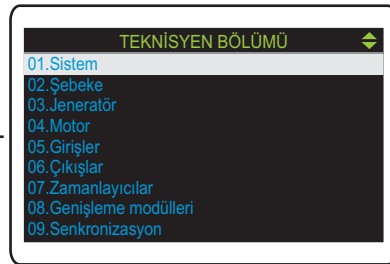 TEKNİSYEN BÖLÜMÜ
01.Sistem
02.Şebeke
03.Jeneratör
04.Motor
05.Girişler
06.Çıkışlar
07.Zamanlayıcılar
08.Genişleme modülleri
09.Senkronizasyon